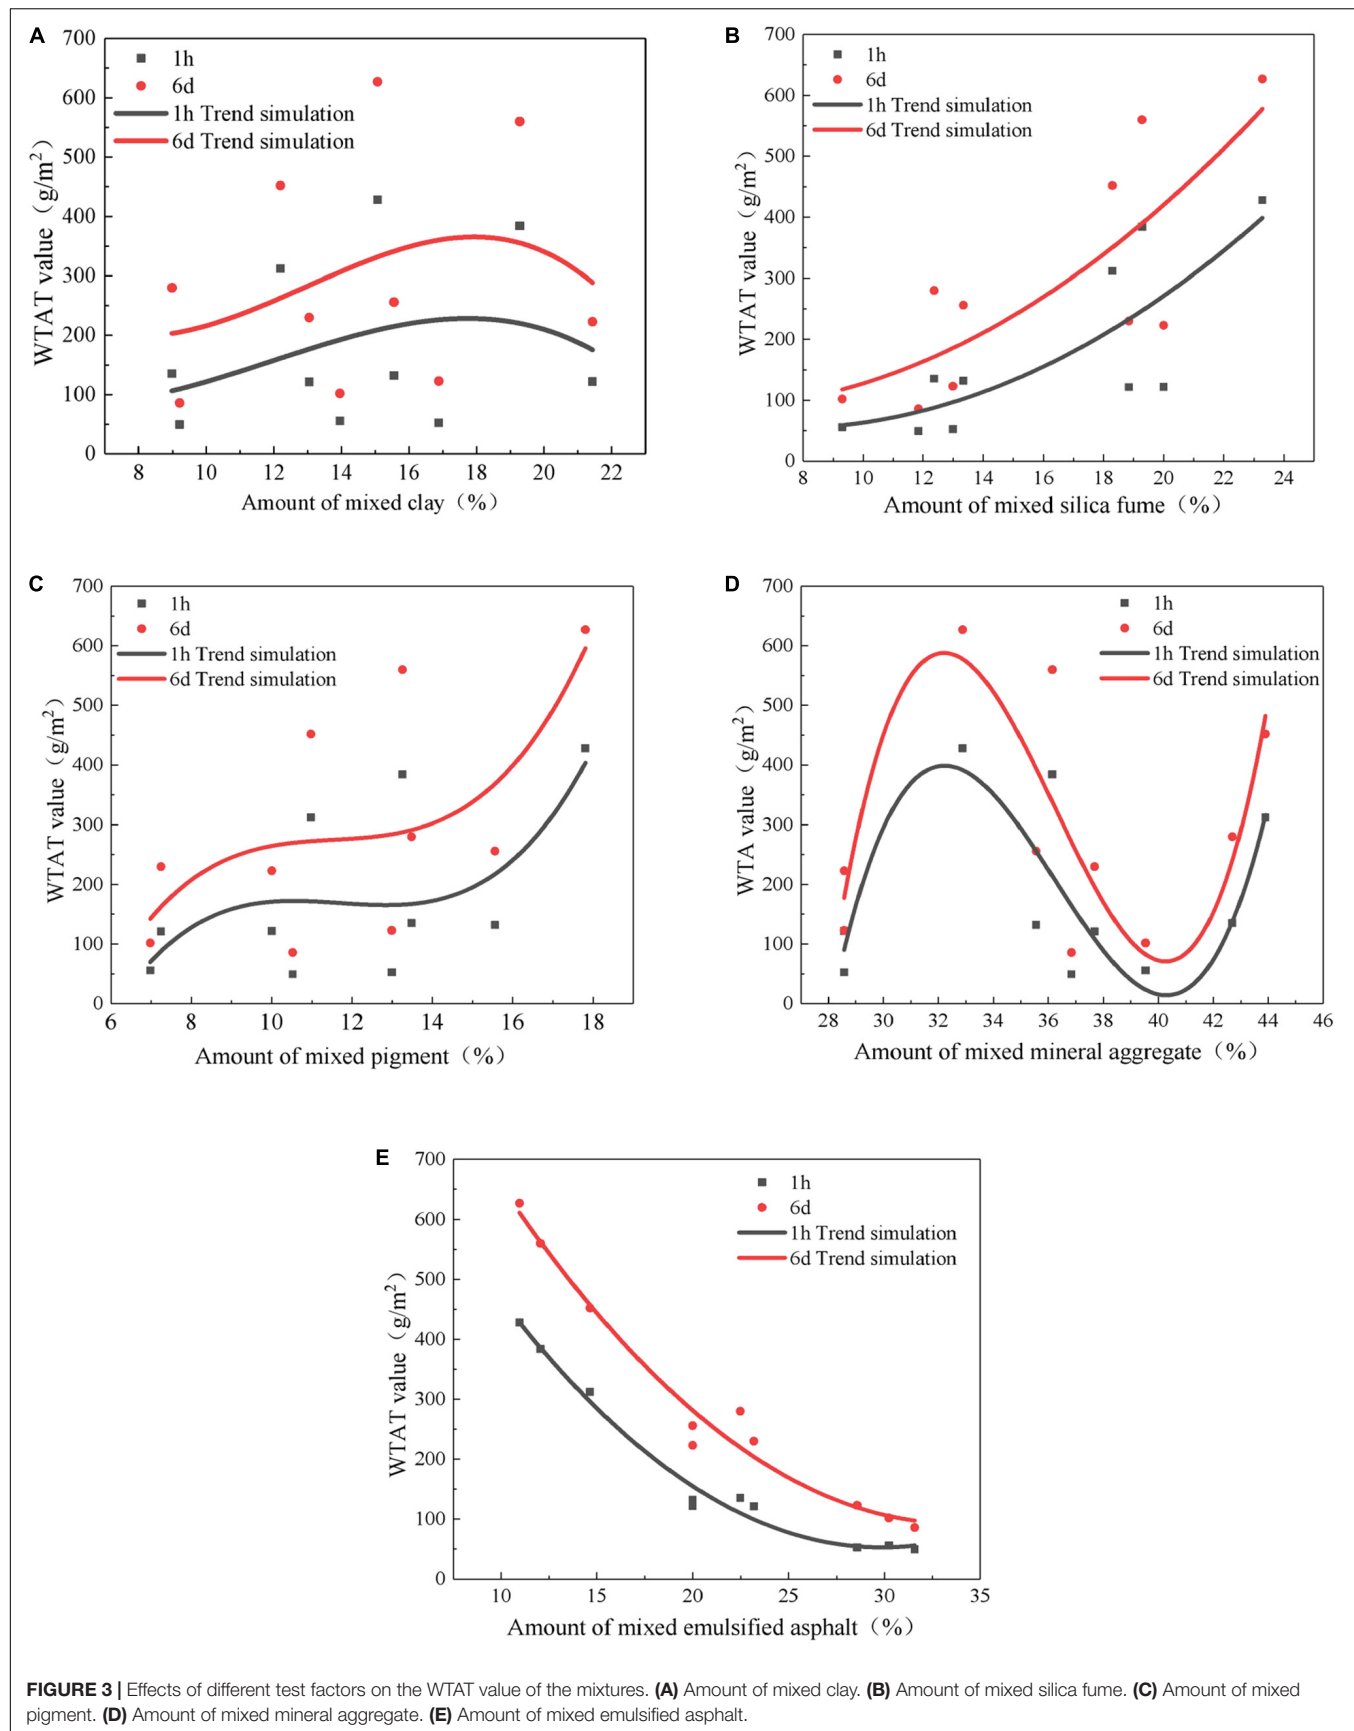 A
700
600
500
400
300
200
100
0
WTAT value（g/m²）
1h
6d
1h Trend simulation
6d Trend simulation
8 10 12 14 16 18 20 22
Amount of mixed clay（%）
B
700
600
500
400
300
200
100
0
WTAT value（g/m²）
1h
6d
1h Trend simulation
6d Trend simulation
8 10 12 14 16 18 20 22 24
Amount of mixed silica fume（%）
C
700
600
500
400
300
200
100
0
WTAT value（g/m²）
1h
6d
1h Trend simulation
6d Trend simulation
6 8 10 12 14 16 18
Amount of mixed pigment（%）
D
700
600
500
400
300
200
100
0
WTA value（g/m²）
1h
6d
1h Trend simulation
6d Trend simulation
28 30 32 34 36 38 40 42 44 46
Amount of mixed mineral aggregate（%）
E
700
600
500
400
300
200
100
0
WTAT value（g/m²）
1h
6d
1h Trend simulation
6d Trend simulation
10 15 20 25 30 35
Amount of mixed emulsified asphalt（%）
FIGURE 3 | Effects of different test factors on the WTAT value of the mixtures. (A) Amount of mixed clay. (B) Amount of mixed silica fume. (C) Amount of mixed
pigment. (D) Amount of mixed mineral aggregate. (E) Amount of mixed emulsified asphalt.